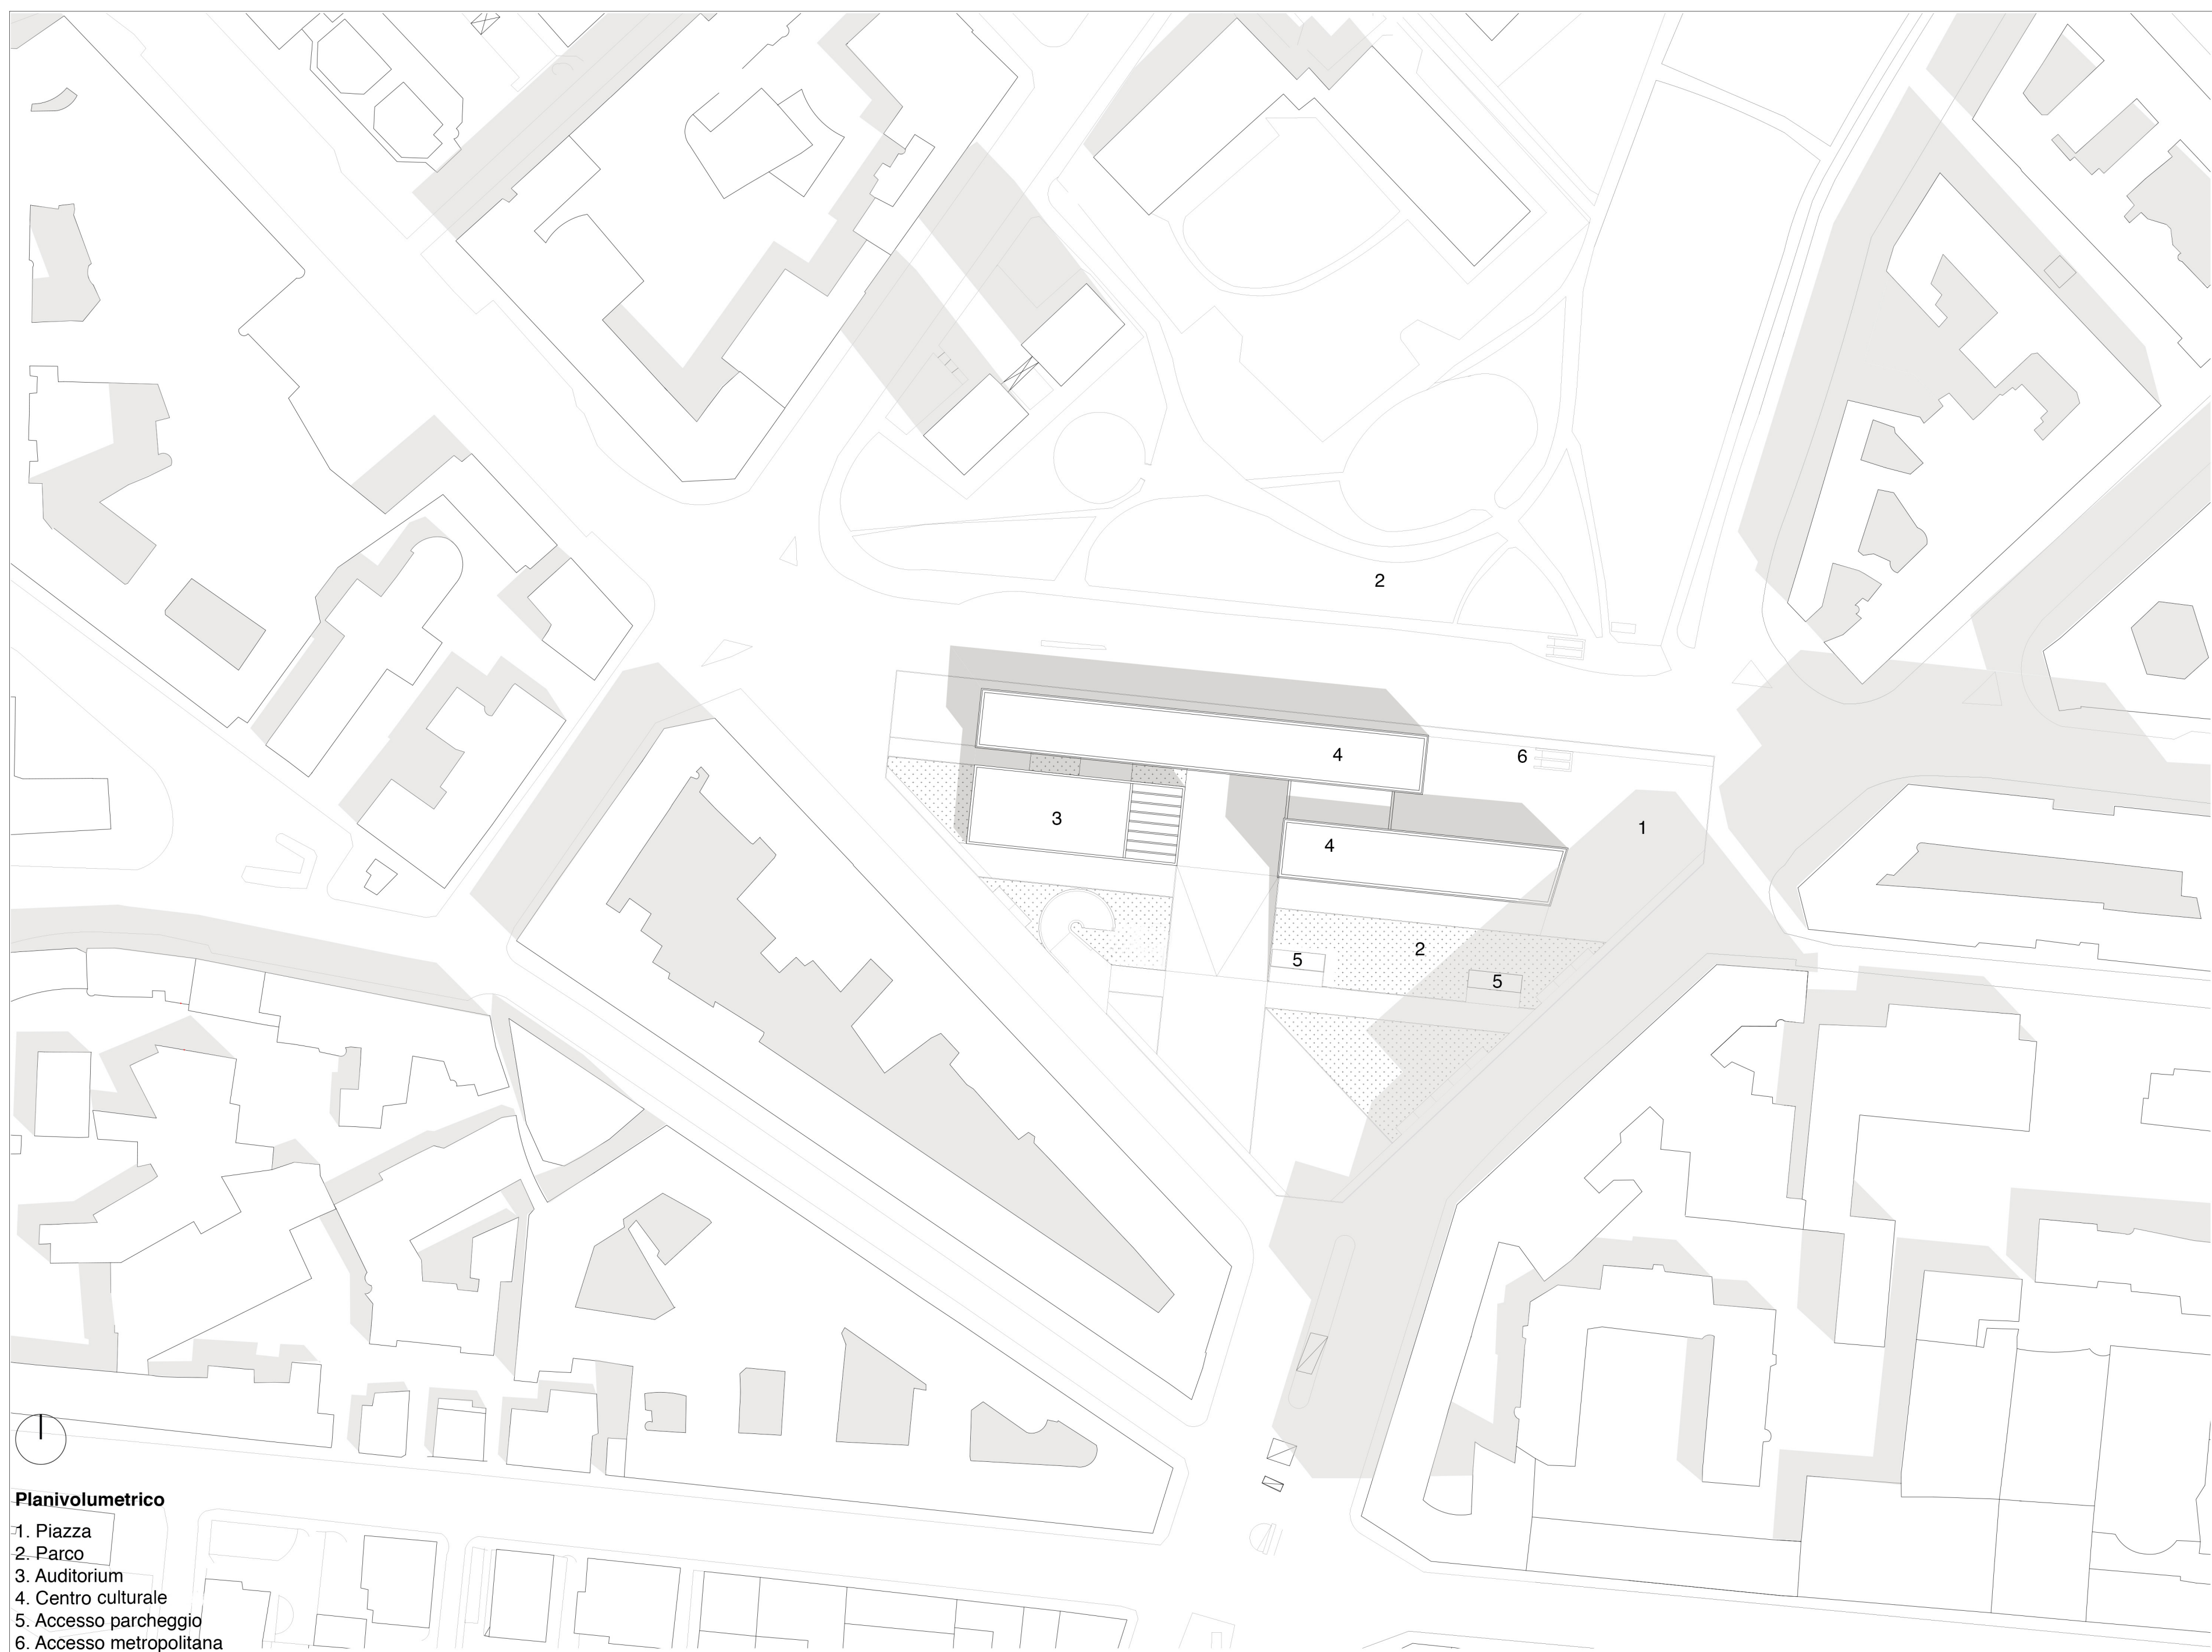 2
4
6
3
4
1
2
5
5
Planivolumetrico
1. Piazza
2. Parco
3. Auditorium
4. Centro culturale
5. Accesso parcheggio
6. Accesso metropolitana